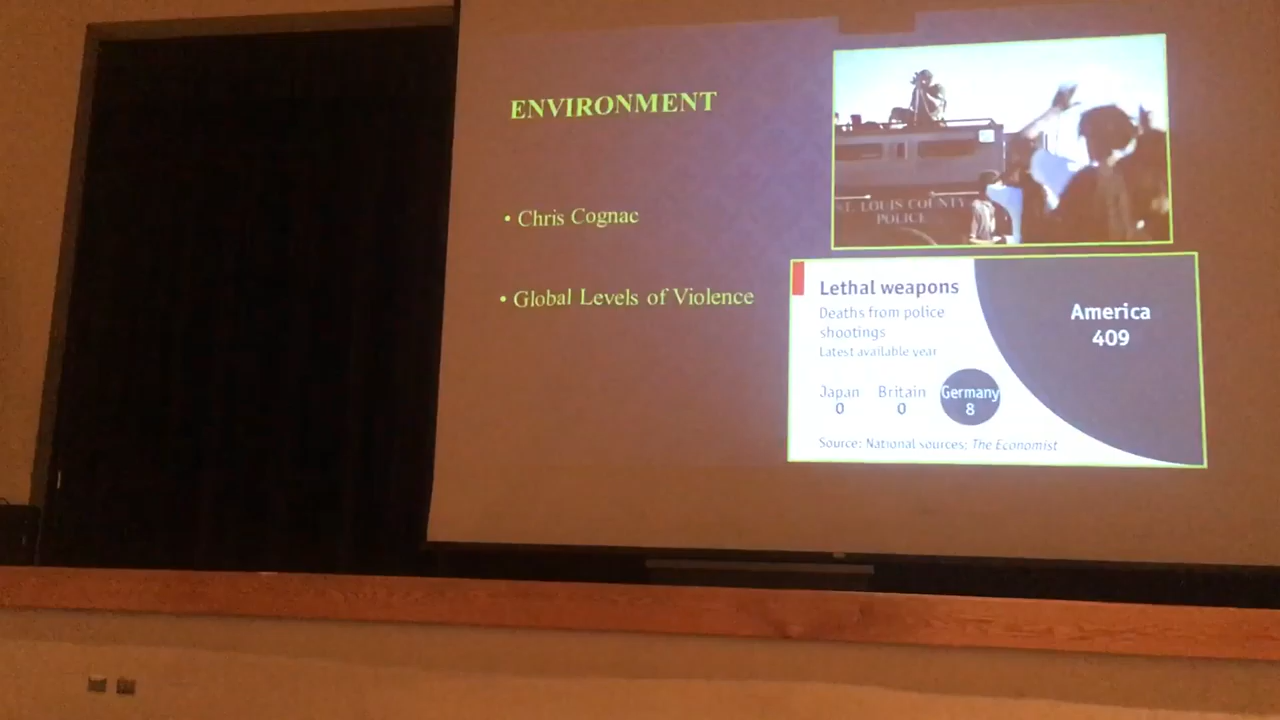 ENVIRONMENT
• Chris Cognac
• Global Levels of Violence
ST. LOUIS COUNTY
POLICE
Lethal weapons
Deaths from police
shootings
Latest available year
America
409
Japan
0
Britain
0
Germany
8
Source: National sources; The Economist